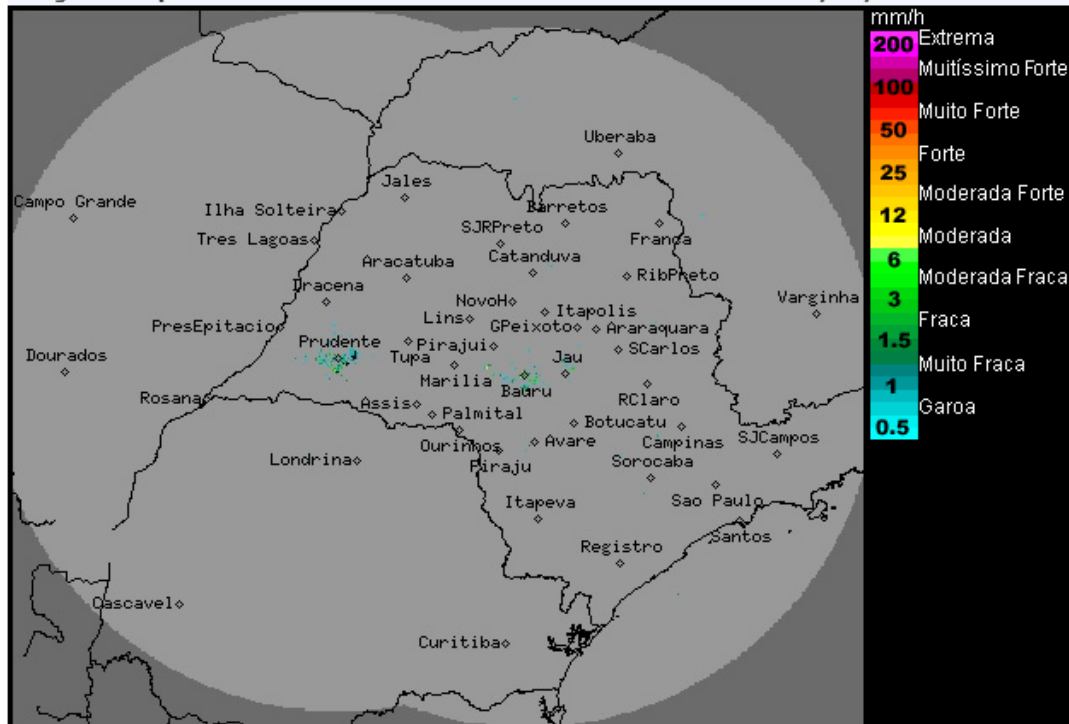 mm/h
200 Extrema
Muitíssimo Forte
100
Muito Forte
50
Forte
25
Moderada Forte
12
Moderada
6
Moderada Fraca
3
Fraca
1.5
Muito Fraca
1
Garoa
0.5
Uberaba
Jales
Campo Grande
Ilha Solteira
Barretos
SJRPreto
Franca
Tres Lagoas
Catanduva
Aracatuba
RibPreto
Dracena
NovoH
Varginha
Itapolis
Lins
PresEpitacio
GPeixoto
Araraquara
Prudente
Pirajui
SCarlos
Dourados
Tupa
Jau
Marilia
Bauru
Rosana
RClaro
Assis
Palmital
Botucatu
SJCampos
Ourinhos
Avare
Campinas
Londrina
Piraju
Sorocaba
Itapeva
Sao Paulo
Santos
Registro
Cascavel
Curitiba